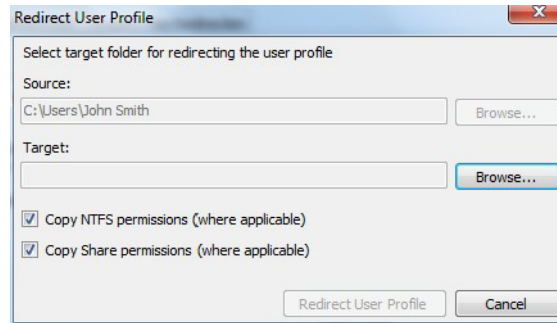 Redirect User Profile
Select target folder for redirecting the user profile
Source:
C:\Users\John Smith
Browse...
Target:
Browse...
Copy NTFS permissions (where applicable)
Copy Share permissions (where applicable)
Redirect User Profile
Cancel